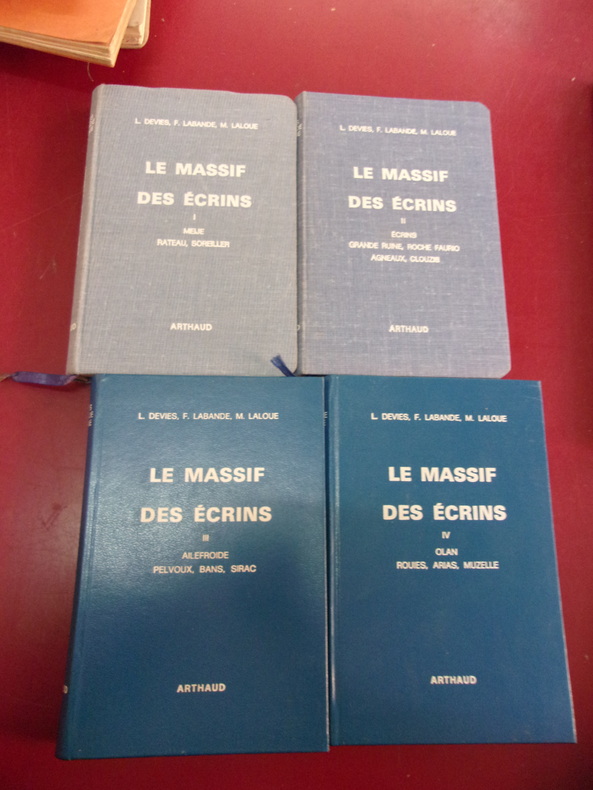 L. DEVIES, F. LABANDE, M. LALOUE
LE MASSIF
DES ÉCRINS
I
MEIJE
RATEAU, SOREILLER
ARTHAUD
L. DEVIES, F. LABANDE, M. LALOUE
LE MASSIF
DES ÉCRINS
II
ÉCRINS
GRANDE RUINE, ROCHE FAURIO
AGNEAUX, CLOUZIS
ARTHAUD
L. DEVIES, F. LABANDE, M. LALOUE
LE MASSIF
DES ÉCRINS
III
AILEFROIDE
PELVOUX, BANS, SIRAC
ARTHAUD
L. DEVIES, F. LABANDE, M. LALOUE
LE MASSIF
DES ÉCRINS
IV
OLAN
ROUIES, ARIAS, MUZELLE
ARTHAUD